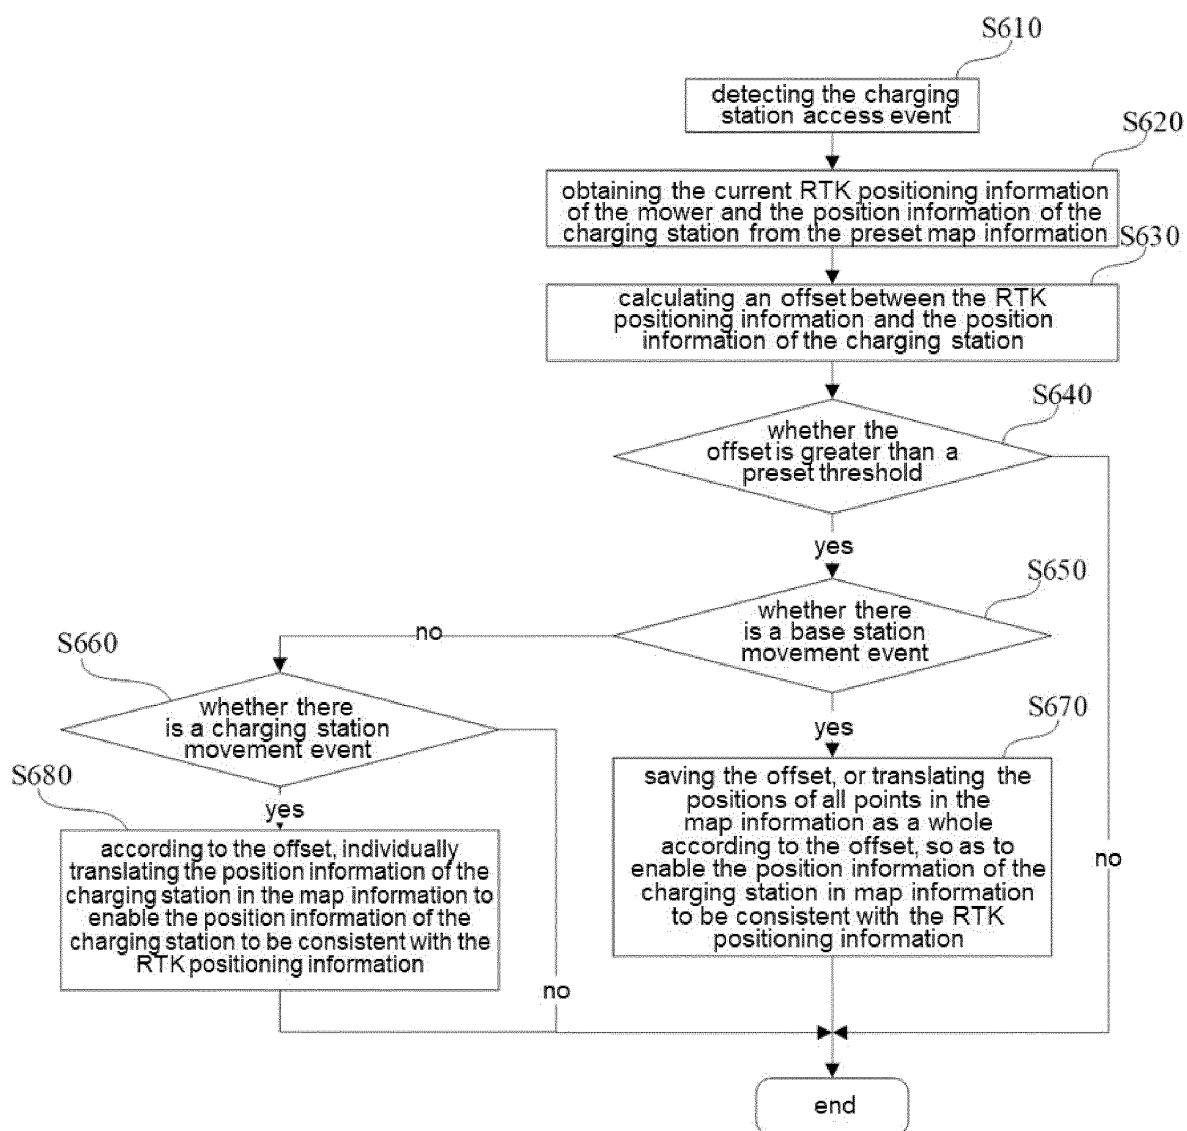 S610
detecting the charging
station access event
S620
obtaining the current RTK positioning information
of the mower and the position information of the
charging station from the preset map information
S630
calculating an offset between the RTK
positioning information and the position
information of the charging station
S640
whether the
offset is greater than a
preset threshold
yes
S650
whether there
is a base station
movement event
no
S660
whether there
is a charging station
movement event
yes
S670
saving the offset, or translating the
positions of all points in the
map information as a whole
according to the offset, so as to
enable the position information of the
charging station in map information
to be consistent with the RTK
positioning information
no
S680
yes
according to the offset, individually
translating the position information of the
charging station in the map information to
enable the position information of the
charging station to be consistent with the
RTK positioning information
no
end